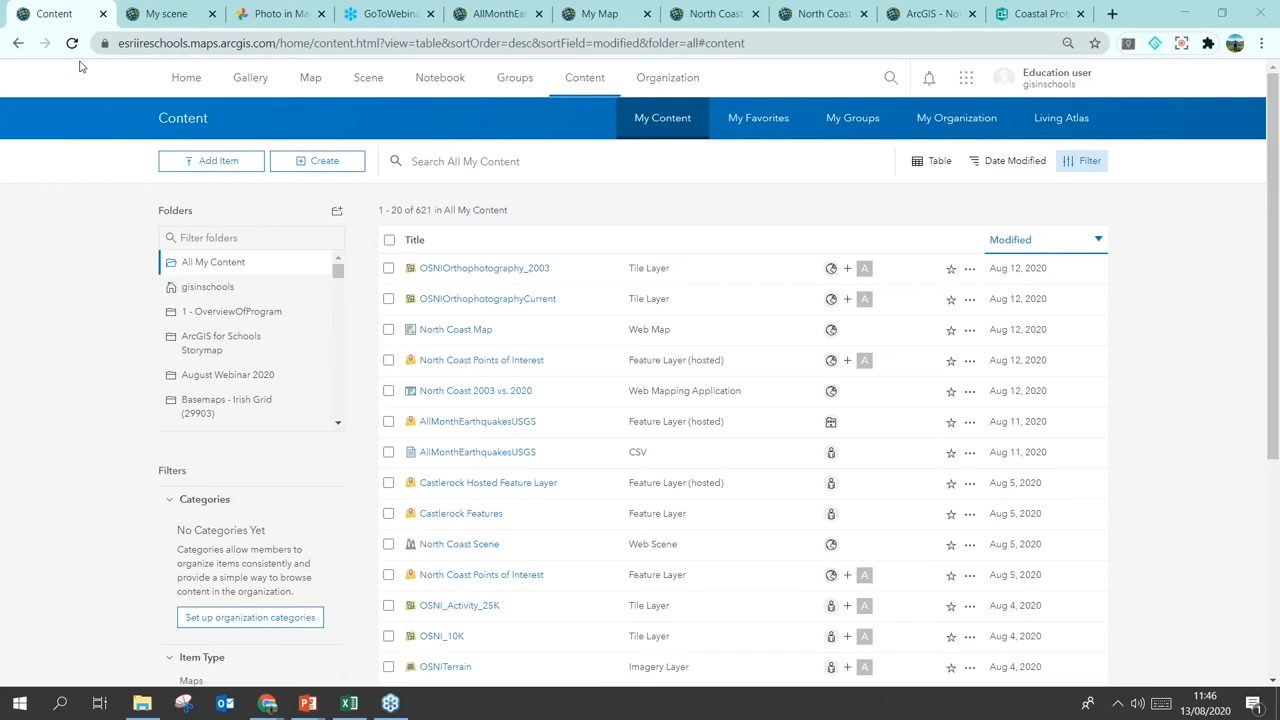 Content
My scene
Photo in Ma
GoToWebina
AllMonthEar
My Map
North Coast
North Coast
ArcGIS - No
Coastal Prot
esriireschools.maps.arcgis.com/home/content.html?view=table&sortOrder=desc&sortField=modified&folder=all#content
Home
Gallery
Map
Scene
Notebook
Groups
Content
Organization
Education user
gisinschools
Content
My Content
My Favorites
My Groups
My Organization
Living Atlas
Add Item
Create
Search All My Content
Table
Date Modified
Filter
Folders
Filter folders
All My Content
gisinschools
1 - OverviewOfProgram
ArcGIS for Schools
Storymap
August Webinar 2020
Basemaps - Irish Grid
(29903)
Filters
Categories
No Categories Yet
Categories allow members to
organize items consistently and
provide a simple way to browse
content in the organization.
Set up organization categories
Item Type
Maps
1 - 20 of 621 in All My Content
Title Modified
OSNIOrthophotography_2003 Tile Layer A Aug 12, 2020
OSNIOrthophotographyCurrent Tile Layer A Aug 12, 2020
North Coast Map Web Map Aug 12, 2020
North Coast Points of Interest Feature Layer (hosted) A Aug 12, 2020
North Coast 2003 vs. 2020 Web Mapping Application Aug 12, 2020
AllMonthEarthquakesUSGS Feature Layer (hosted) Aug 11, 2020
AllMonthEarthquakesUSGS CSV Aug 11, 2020
Castlerock Hosted Feature Layer Feature Layer (hosted) Aug 5, 2020
Castlerock Features Feature Layer Aug 5, 2020
North Coast Scene Web Scene Aug 5, 2020
North Coast Points of Interest Feature Layer A Aug 5, 2020
OSNI_Activity_25K Tile Layer A Aug 4, 2020
OSNI_10K Tile Layer A Aug 4, 2020
OSNITerrain Imagery Layer A Aug 4, 2020
11:46
13/08/2020